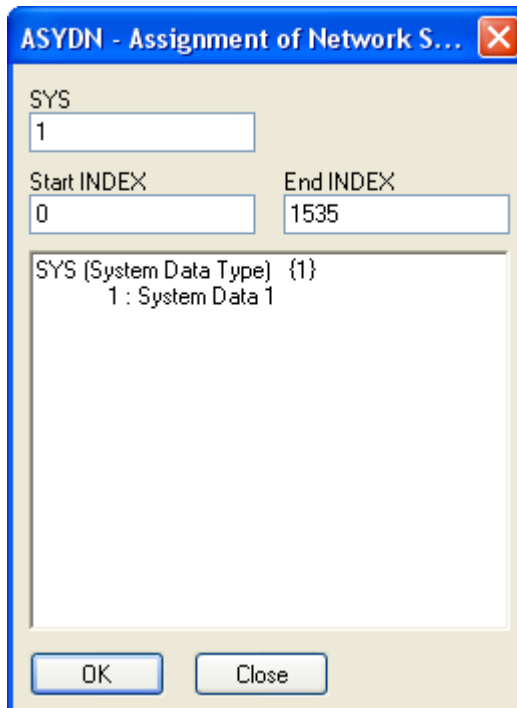 ASYDN - Assignment of Network S...
SYS
1
Start INDEX End INDEX
0 1535
SYS (System Data Type) {1}
1 : System Data 1
OK Close